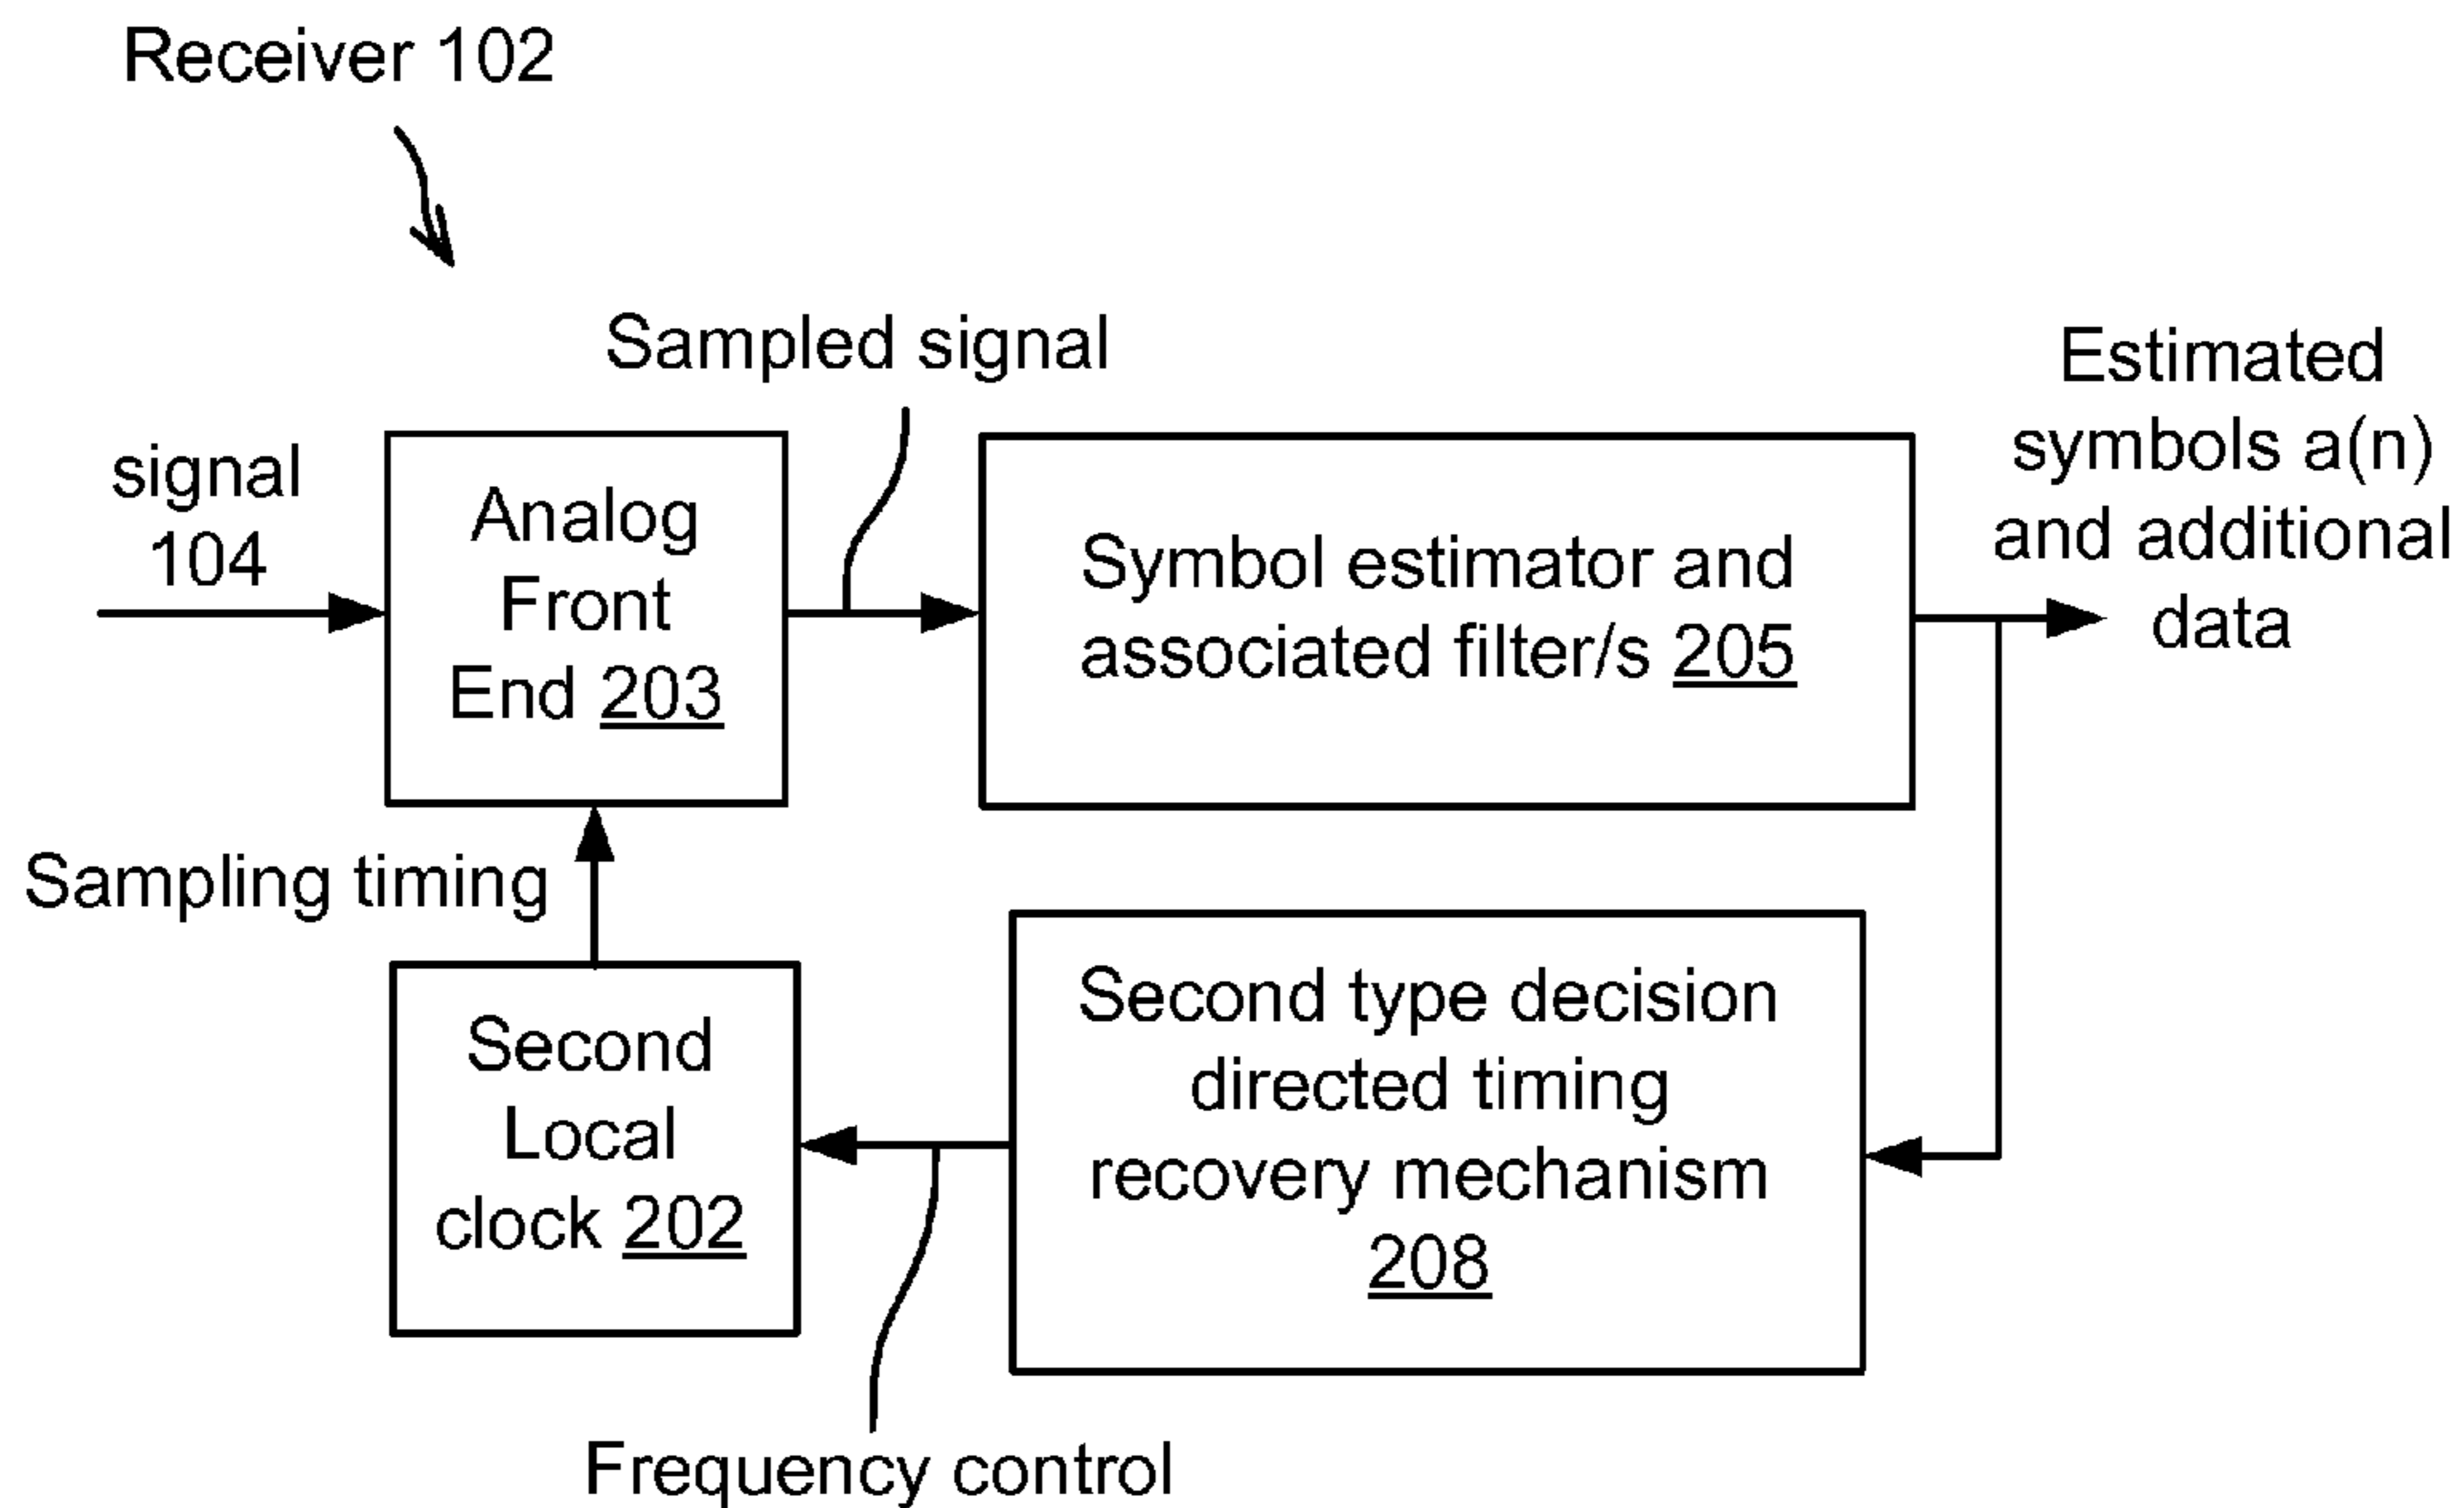 Receiver 102
Sampled signal
signal
104
Analog
Front
End 203
Symbol estimator and
associated filter/s 205
Estimated
symbols a(n)
and additional
data
Sampling timing
Second
Local
clock 202
Second type decision
directed timing
recovery mechanism
208
Frequency control